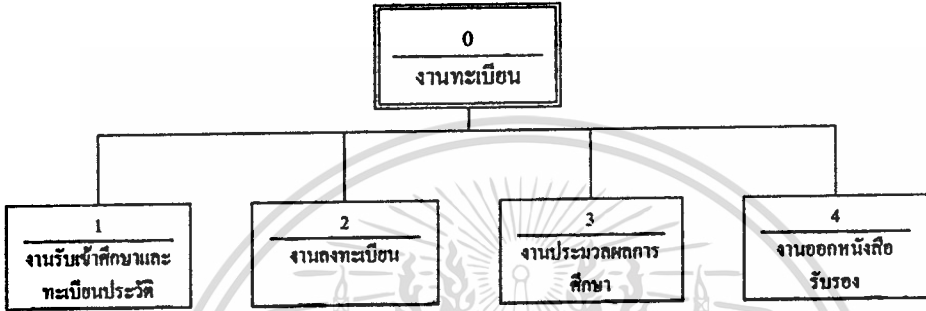 0
งานทะเบียน
1
งานรับเข้าศึกษาและ
ทะเบียนประวัติ
2
งานลงทะเบียน
3
งานประมวลผลการ
ศึกษา
4
งานออกหนังสือ
รับรอง